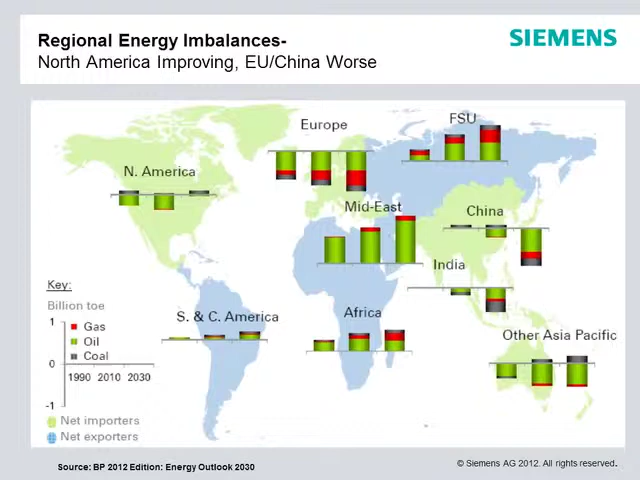 Regional Energy Imbalances-
North America Improving, EU/China Worse
SIEMENS
Europe
FSU
N. America
Mid-East
China
India
S. & C. America
Africa
Other Asia Pacific
Key:
Billion toe
1
Gas
Oil
Coal
0
1990 2010 2030
-1
Net importers
Net exporters
Source: BP 2012 Edition: Energy Outlook 2030
© Siemens AG 2012. All rights reserved.